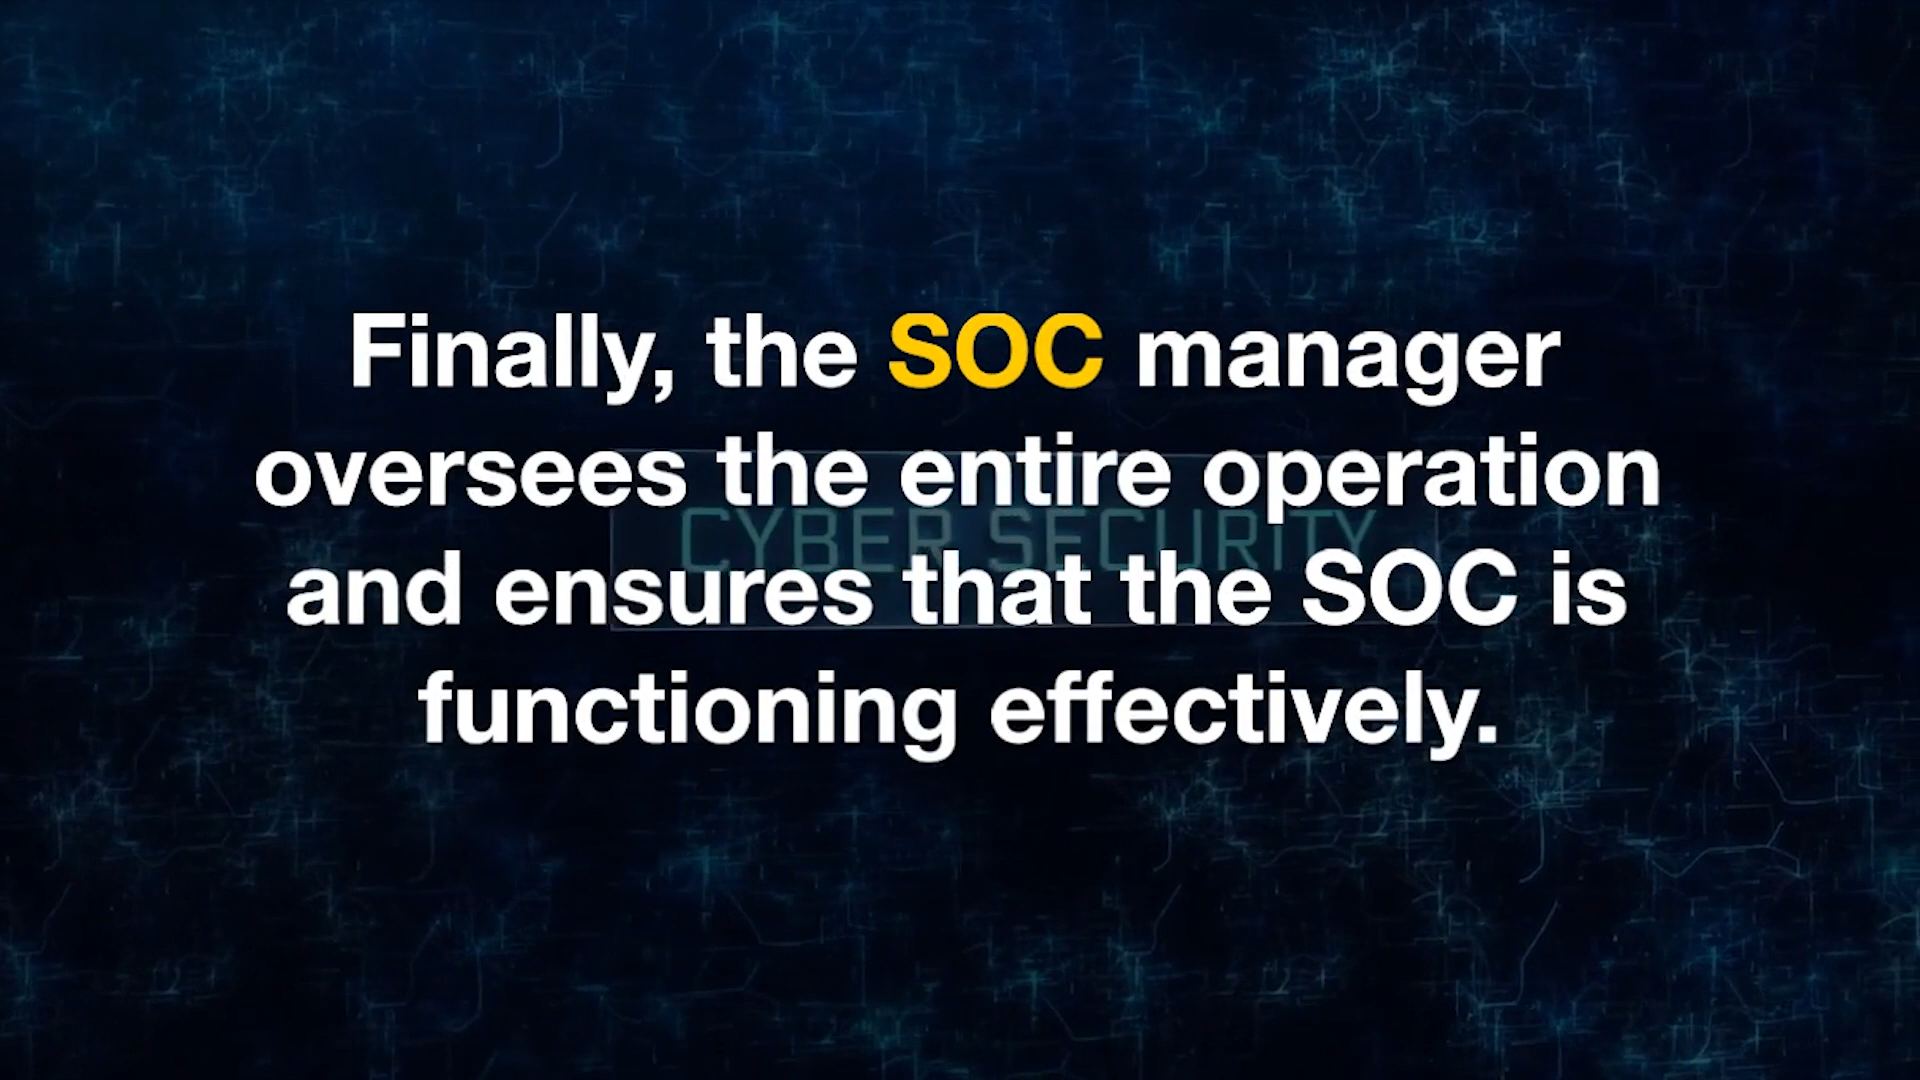 Finally, the SOC manager
oversees the entire operation
CYBER SECURITY
and ensures that the SOC is
functioning effectively.